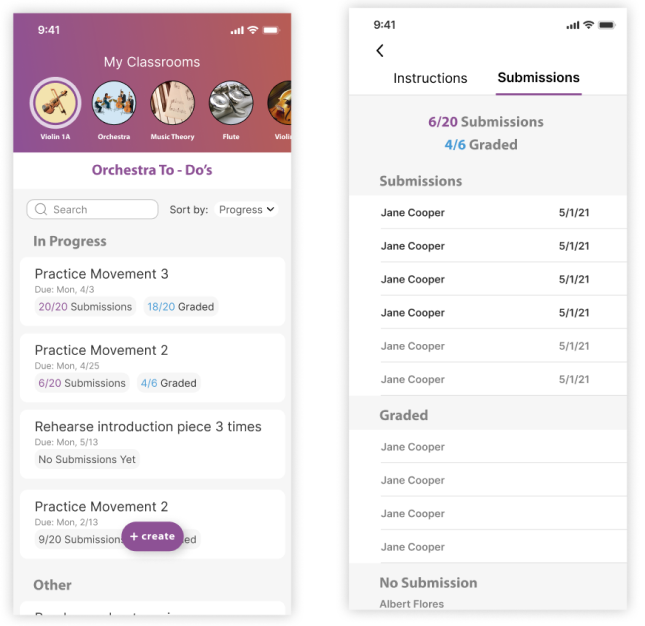 9:41
My Classrooms
Violin 1A
Orchestra
Music Theory
Flute
Violi
Orchestra To - Do's
Search
Sort by: Progress
In Progress
Practice Movement 3
Due: Mon, 4/3
20/20 Submissions 18/20 Graded
Practice Movement 2
Due: Mon, 4/25
6/20 Submissions 4/6 Graded
Rehearse introduction piece 3 times
Due: Mon, 5/13
No Submissions Yet
Practice Movement 2
Due: Mon, 2/13
9/20 Submission ed
+ create
Other
9:41
Instructions Submissions
6/20 Submissions
4/6 Graded
Submissions
Jane Cooper 5/1/21
Jane Cooper 5/1/21
Jane Cooper 5/1/21
Jane Cooper 5/1/21
Jane Cooper 5/1/21
Jane Cooper 5/1/21
Graded
Jane Cooper
Jane Cooper
Jane Cooper
Jane Cooper
No Submission
Albert Flores